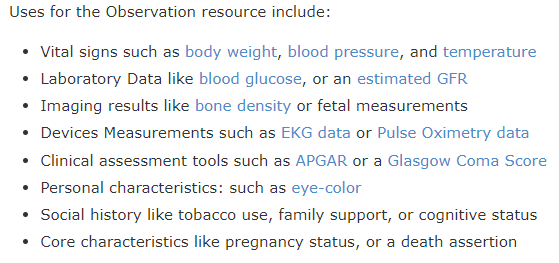 Uses for the Observation resource include:
• Vital signs such as body weight, blood pressure, and temperature
• Laboratory Data like blood glucose, or an estimated GFR
• Imaging results like bone density or fetal measurements
• Devices Measurements such as EKG data or Pulse Oximetry data
• Clinical assessment tools such as APGAR or a Glasgow Coma Score
• Personal characteristics: such as eye-color
• Social history like tobacco use, family support, or cognitive status
• Core characteristics like pregnancy status, or a death assertion